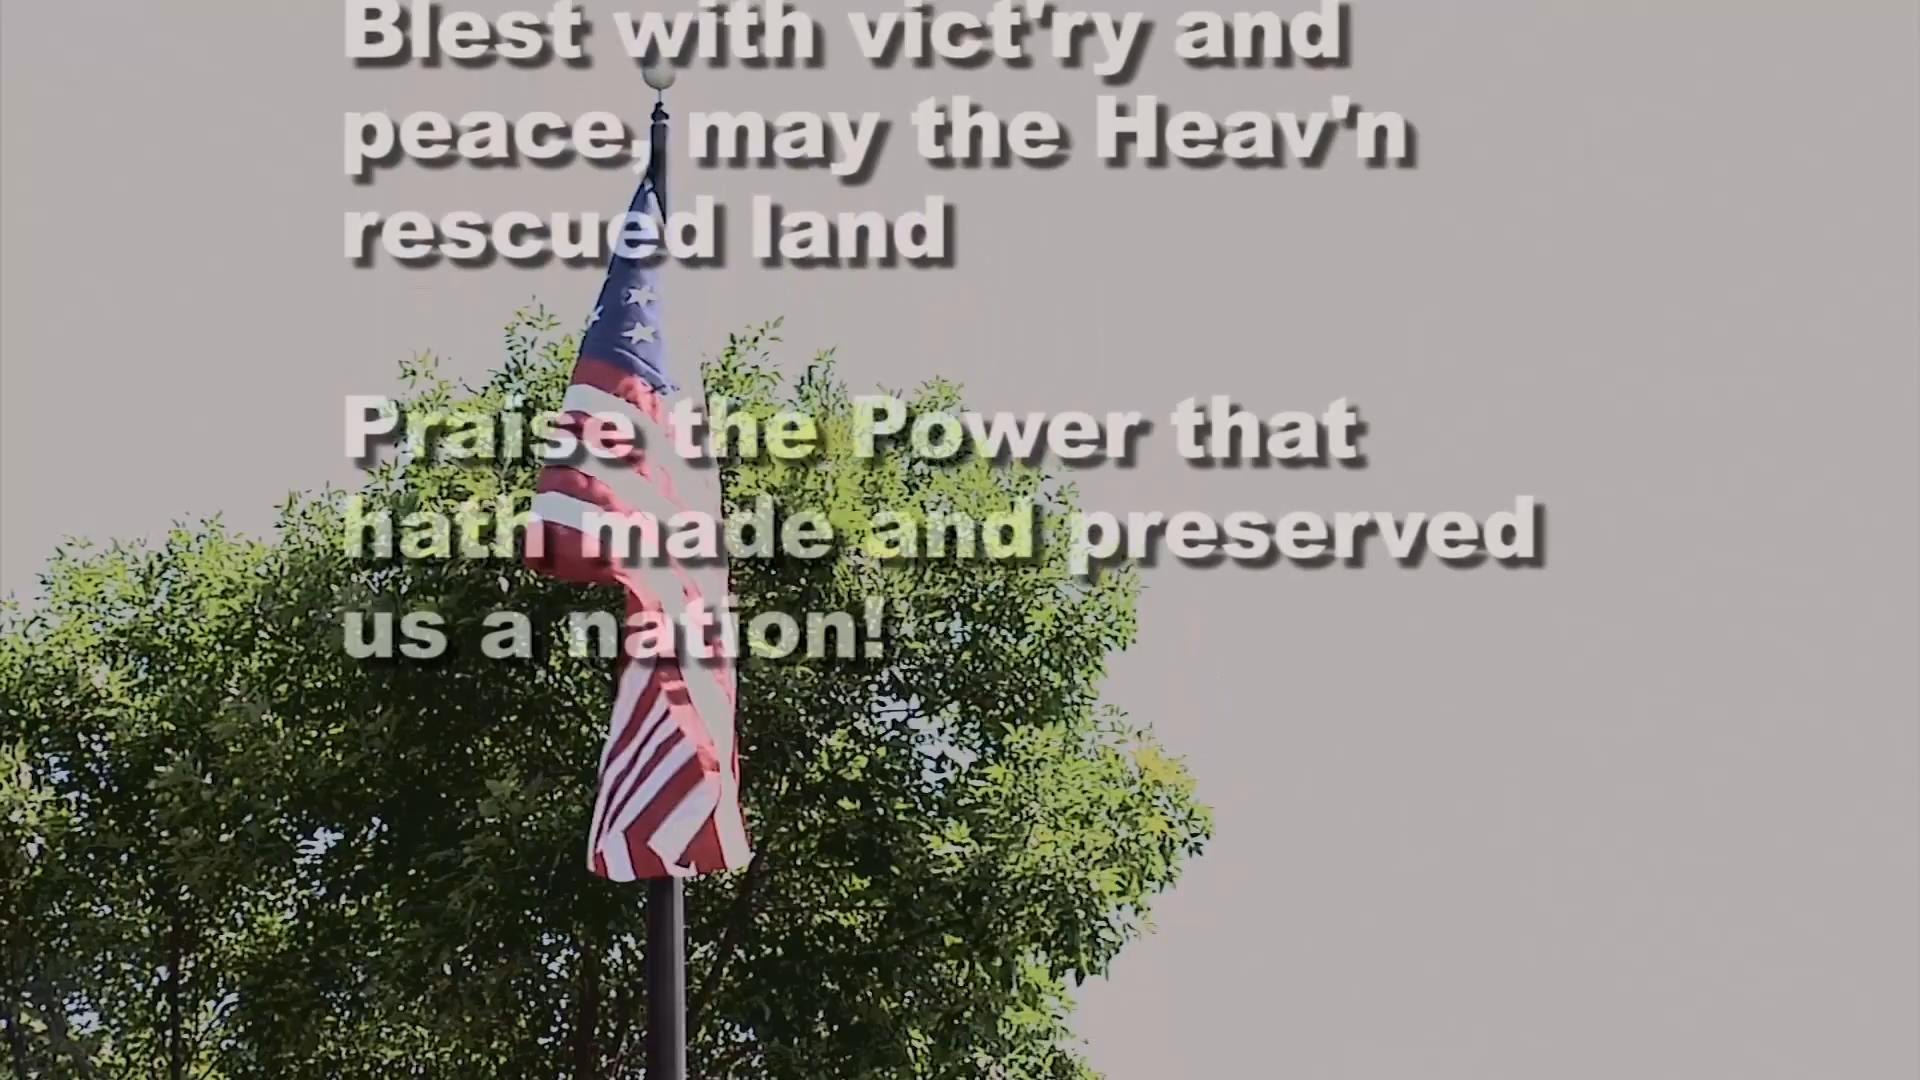 Blest with vict'ry and
peace, may the Heav'n
rescued land
Praise the Power that
hath made and preserved
us a nation!